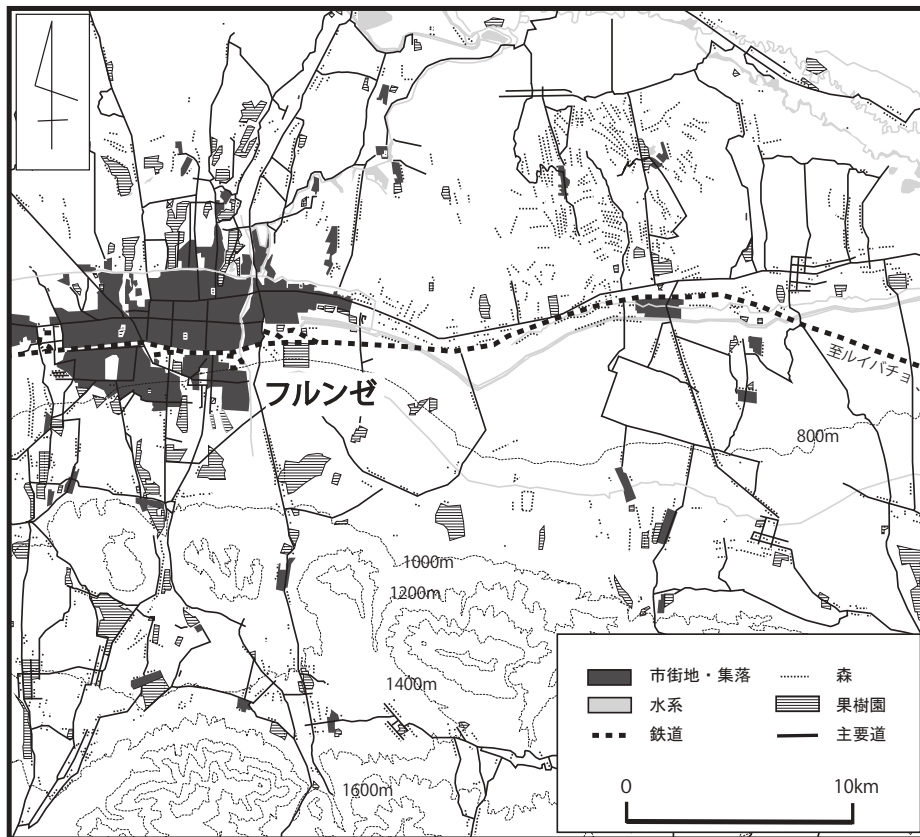 フルンゼ
至ルイバチョ
800m
1000m
1200m
1400m
1600m
市街地・集落
森
水系
果樹園
鉄道
主要道
0
10km